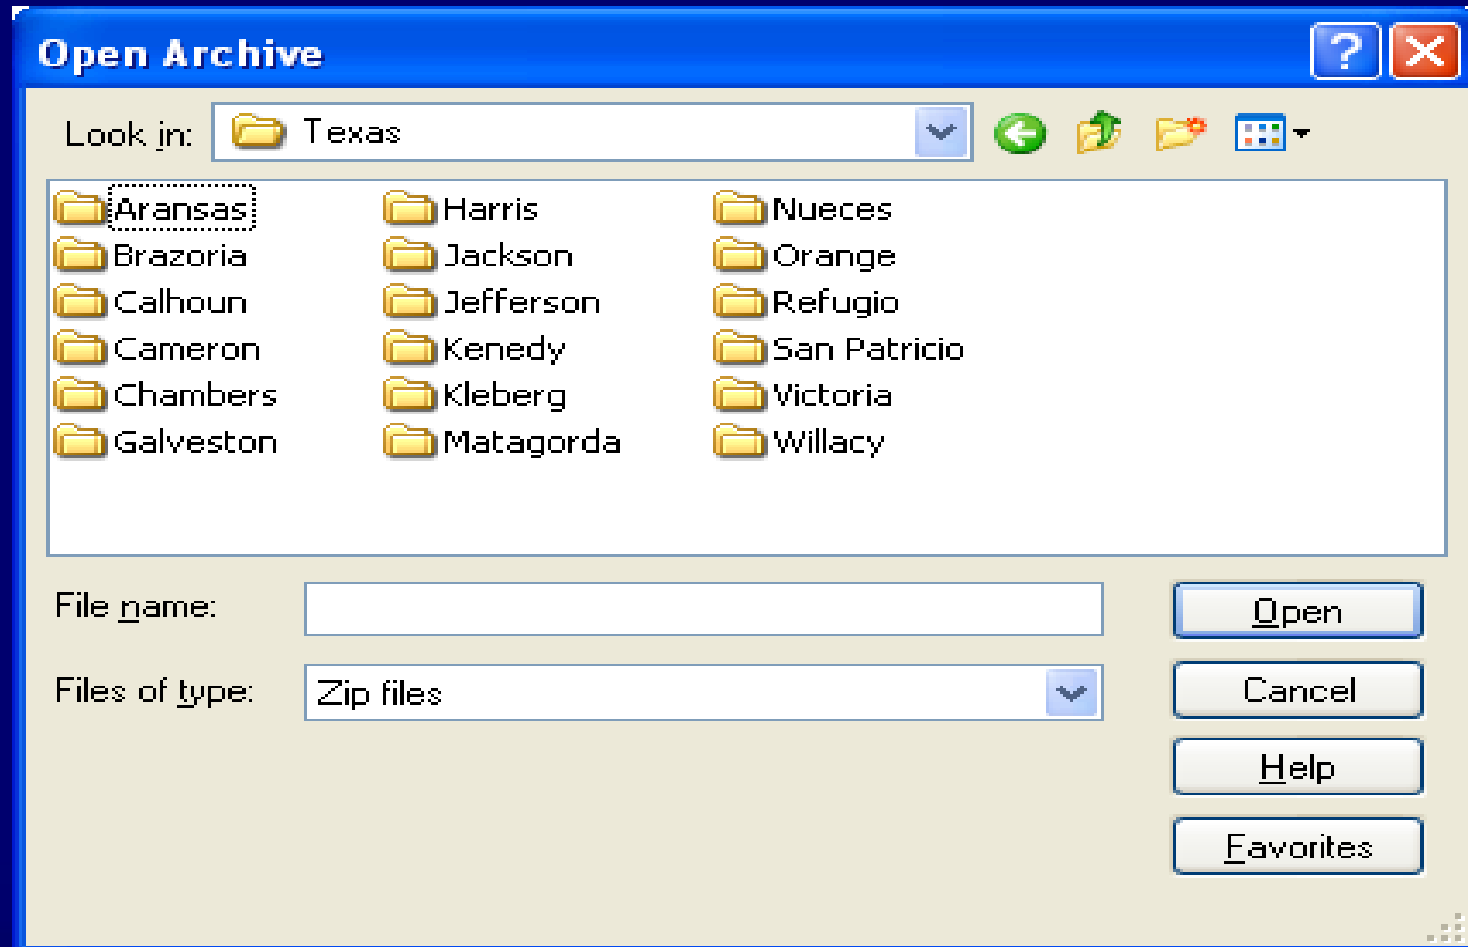 Open Archive
Look in: Texas
Aransas Harris Nueces
Brazoria Jackson Orange
Calhoun Jefferson Refugio
Cameron Kenedy San Patricio
Chambers Kleberg Victoria
Galveston Matagorda Willacy
File name: Open
Files of type: Zip files Cancel
Help
Favorites